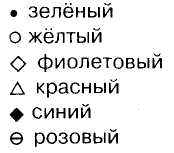 зелёный
жёлтый
фиолетовый
красный
синий
розовый